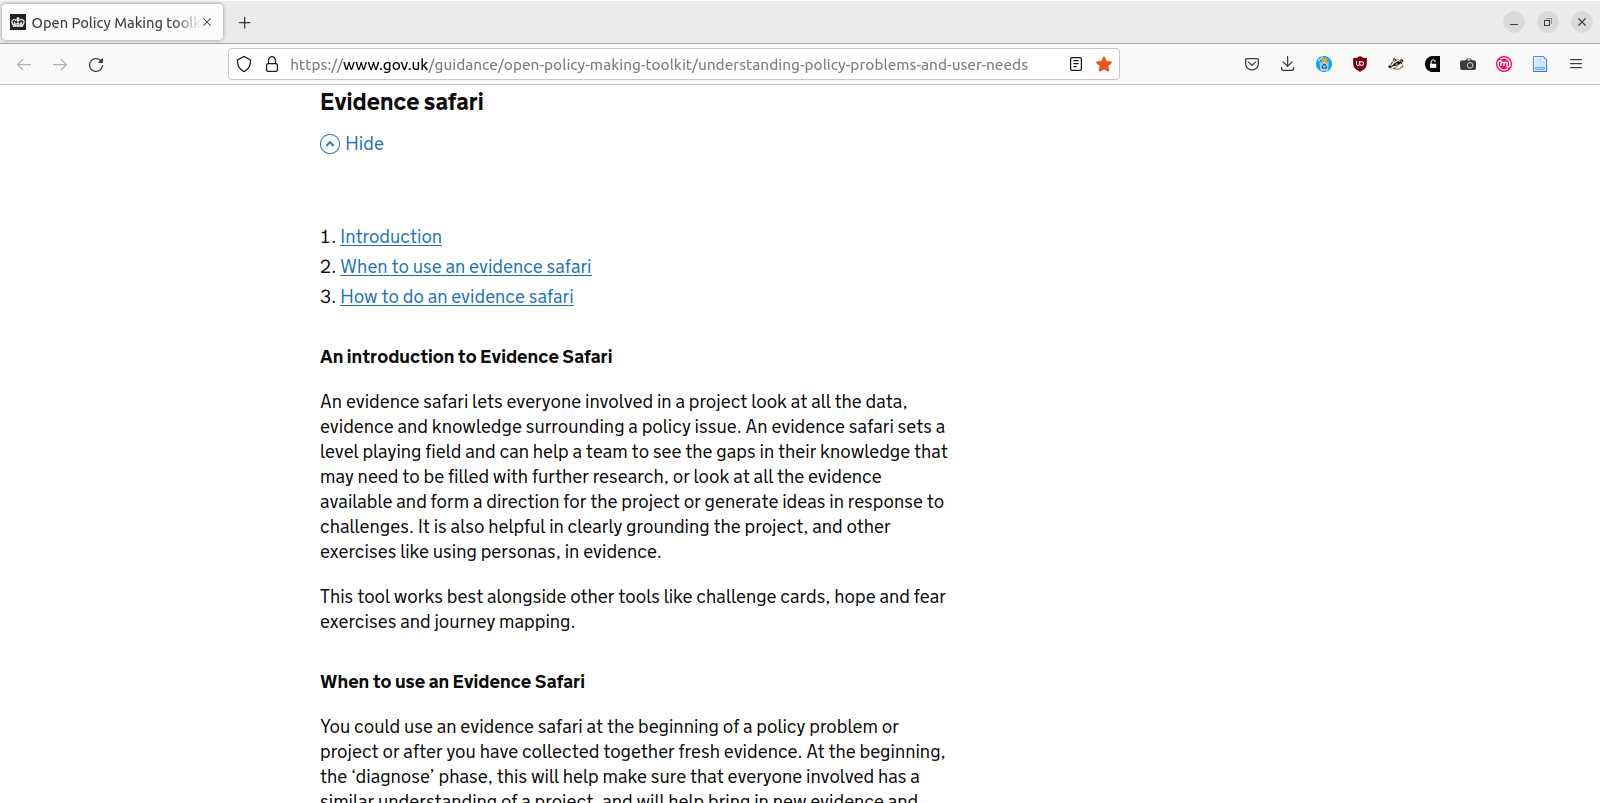 Open Policy Making toolk
https://www.gov.uk/guidance/open-policy-making-toolkit/understanding-policy-problems-and-user-needs
Evidence safari
Hide
1. Introduction
2. When to use an evidence safari
3. How to do an evidence safari
An introduction to Evidence Safari
An evidence safari lets everyone involved in a project look at all the data,
evidence and knowledge surrounding a policy issue. An evidence safari sets a
level playing field and can help a team to see the gaps in their knowledge that
may need to be filled with further research, or look at all the evidence
available and form a direction for the project or generate ideas in response to
challenges. It is also helpful in clearly grounding the project, and other
exercises like using personas, in evidence.
This tool works best alongside other tools like challenge cards, hope and fear
exercises and journey mapping.
When to use an Evidence Safari
You could use an evidence safari at the beginning of a policy problem or
project or after you have collected together fresh evidence. At the beginning,
the ‘diagnose’ phase, this will help make sure that everyone involved has a
similar understanding of a project, and will help bring in new evidence and